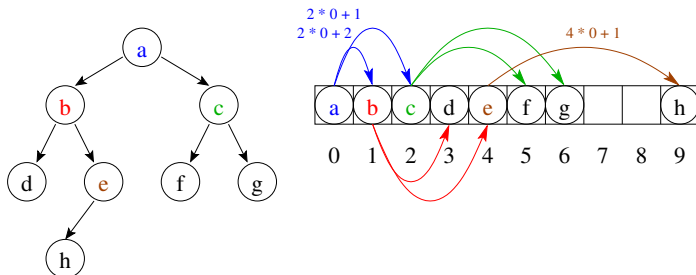 a
b c
d e f g
h
2 * 0 + 1
2 * 0 + 2
4 * 0 + 1
a b c d e f g h
0 1 2 3 4 5 6 7 8 9